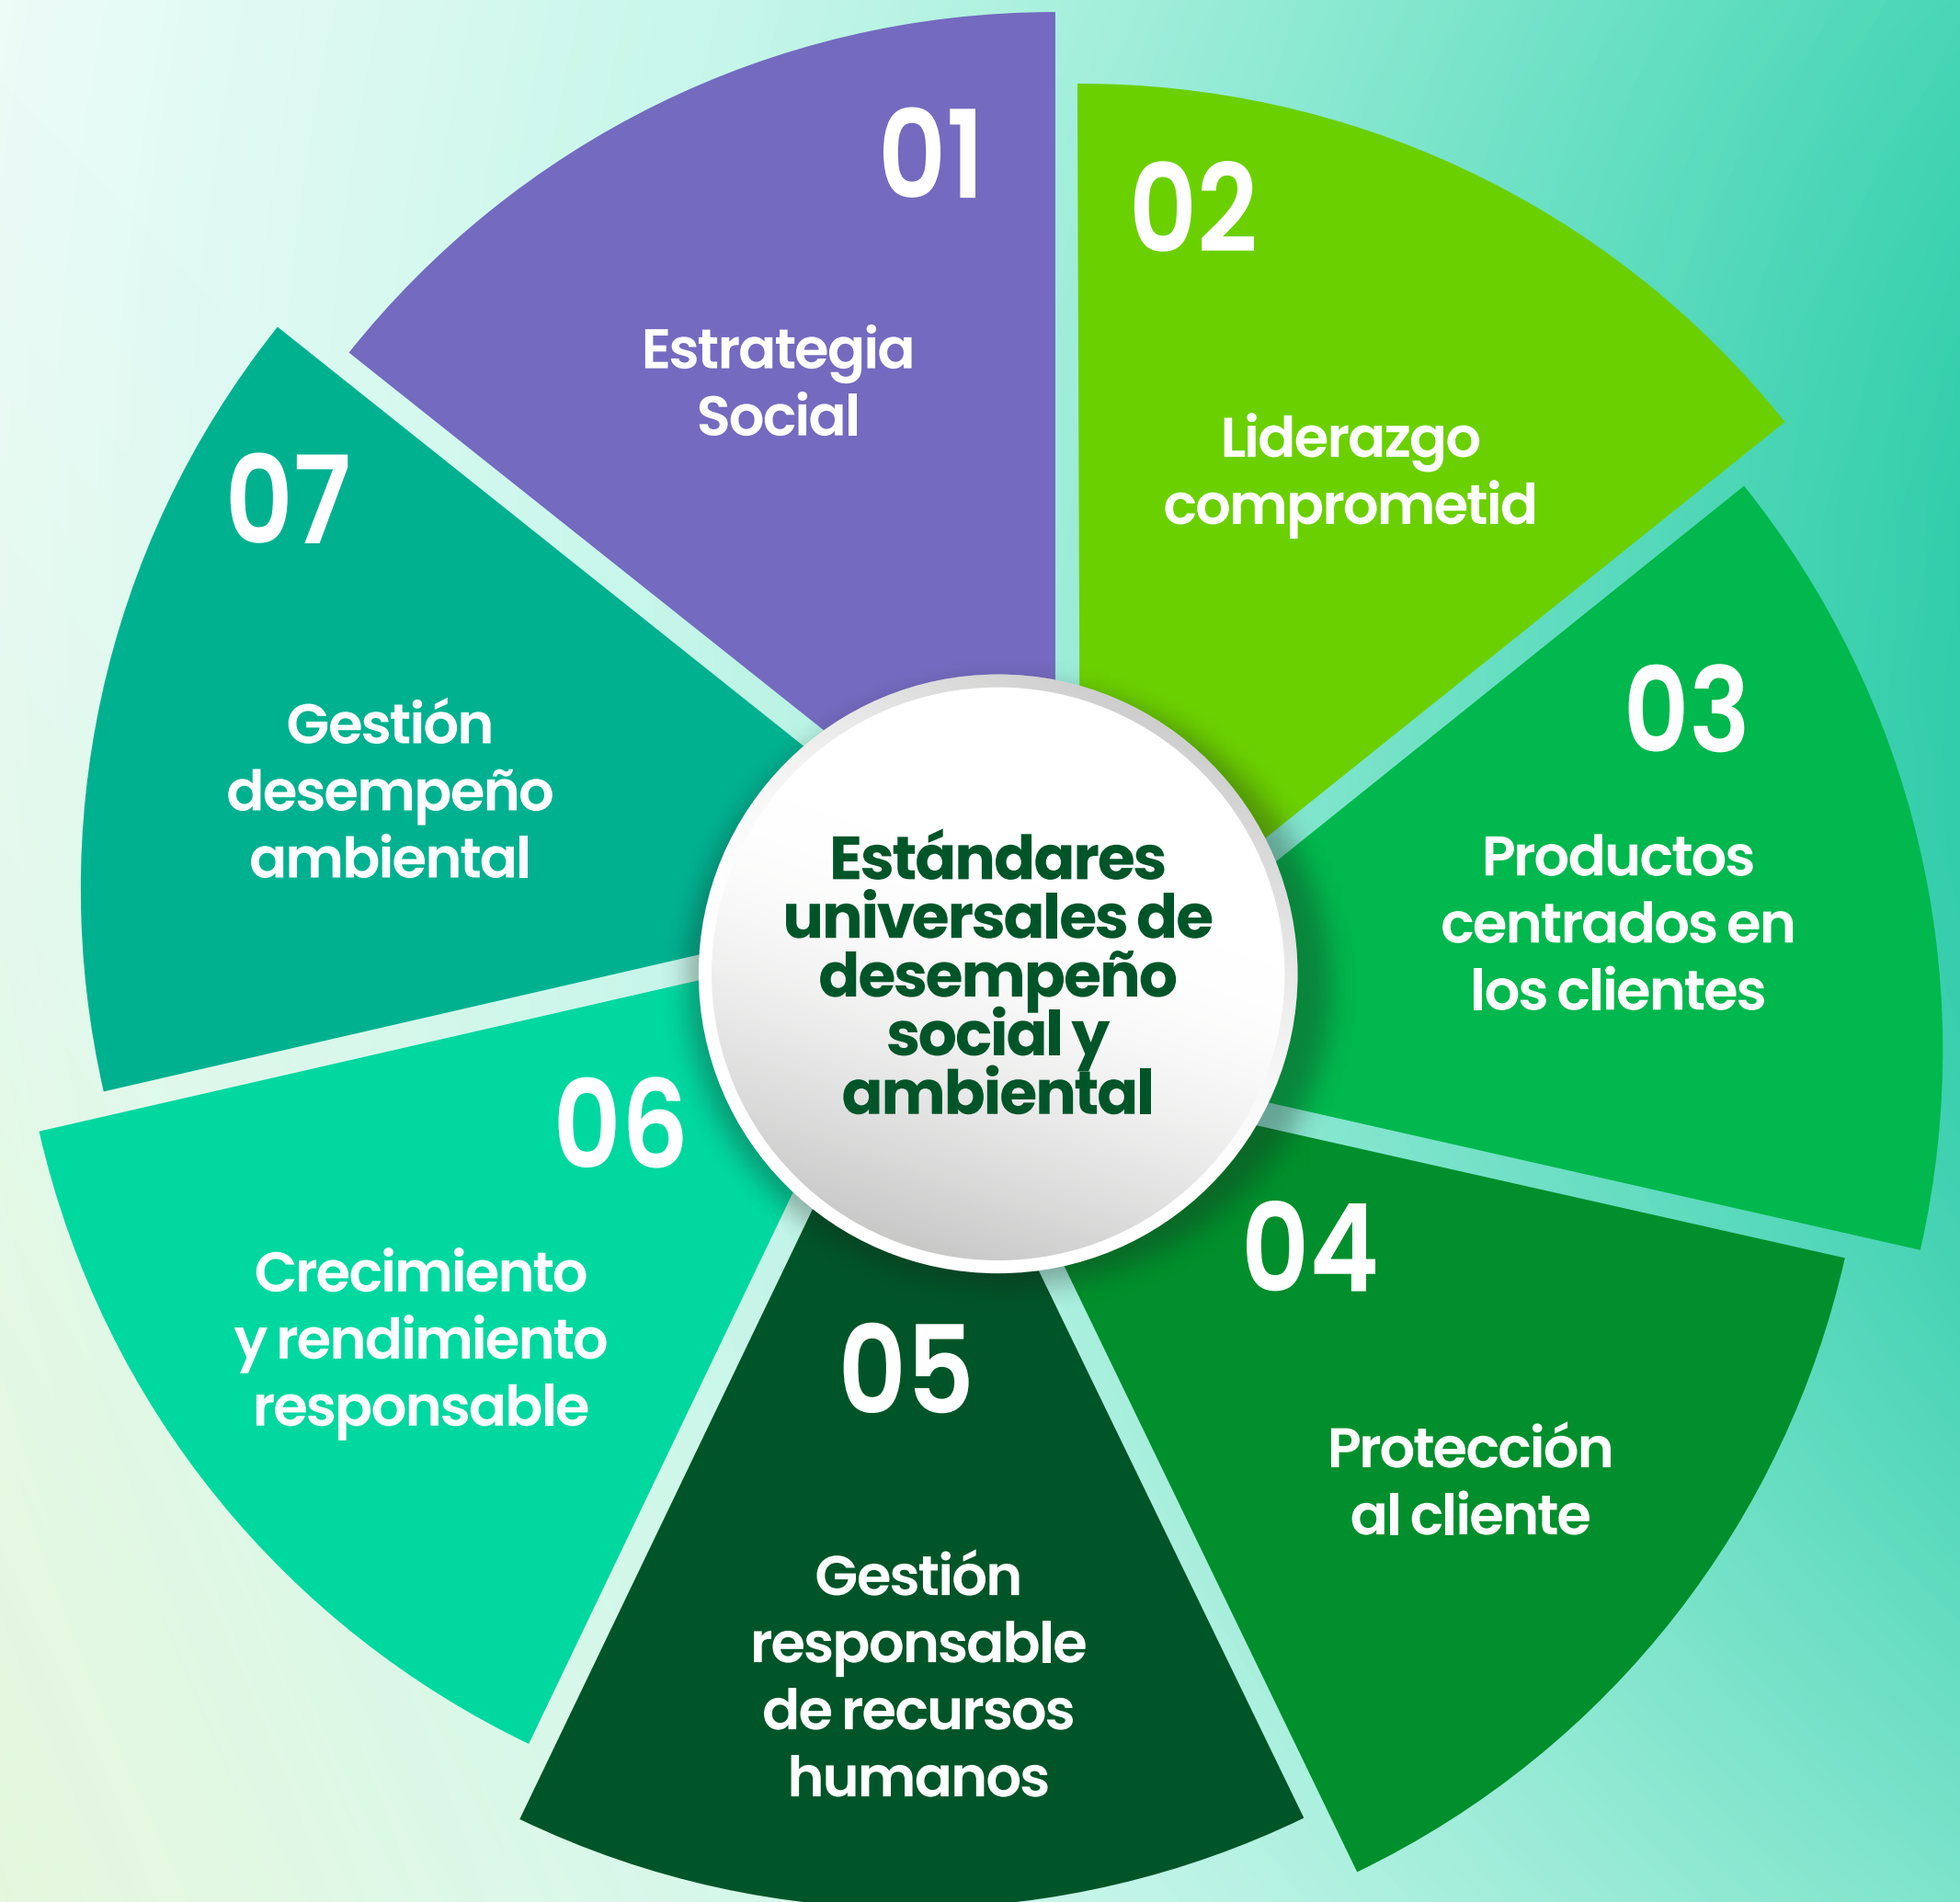 01
Estrategia
Social
02
Liderazgo
comprometid
03
Productos
centrados en
los clientes
04
Protección
al cliente
05
Gestión
responsable
de recursos
humanos
06
Crecimiento
y rendimiento
responsable
07
Gestión
desempeño
ambiental
Estándares
universales de
desempeño
social y
ambiental